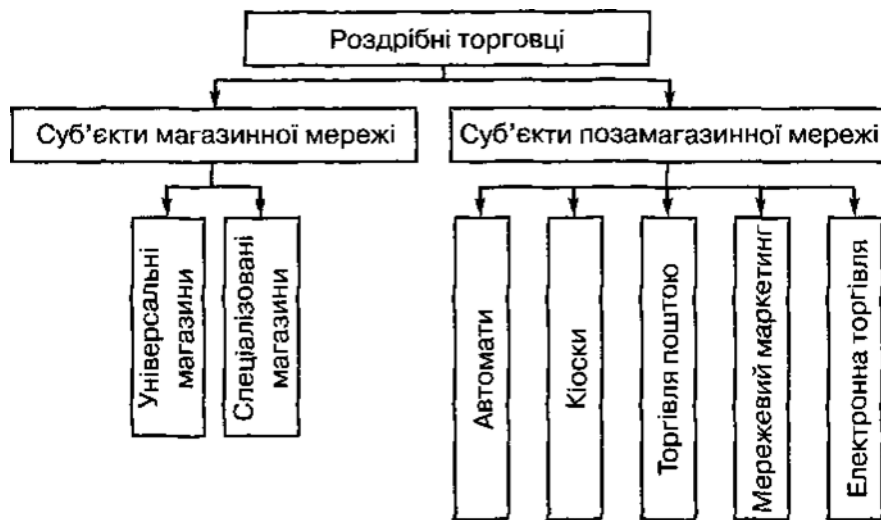 Роздрібні торговці
Суб’єкти магазинної мережі
Суб’єкти позамагазинної мережі
Універсальні
магазини
Слеціалізовані
магазини
Автомати
Кіоски
Торгівля поштою
Мережевий маркетинг
Електронна торгівля